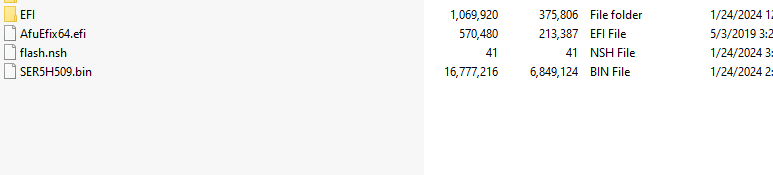 EFI 1,069,920 375,806 File folder 1/24/2024 1
AfuEfix64.efi 570,480 213,387 EFI File 5/3/2019 3:2
flash.nsh 41 41 NSH File 1/24/2024 3:
SER5H509.bin 16,777,216 6,849,124 BIN File 1/24/2024 2: